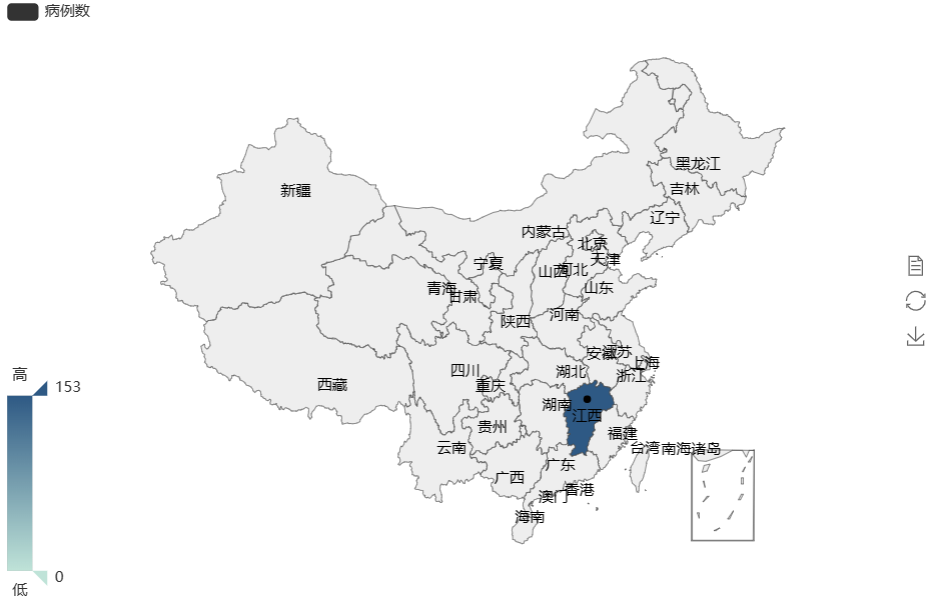 病例数
黑龙江
吉林
新疆
辽宁
内蒙古
北京
天津
宁夏
山西
河北
青海
甘肃
山东
河南
陕西
安徽
江苏
上海
四川
湖北
浙江
高
153
西藏
重庆
湖南
江西
贵州
福建
云南
台湾
南海诸岛
广东
广西
香港
澳门
海南
0
低